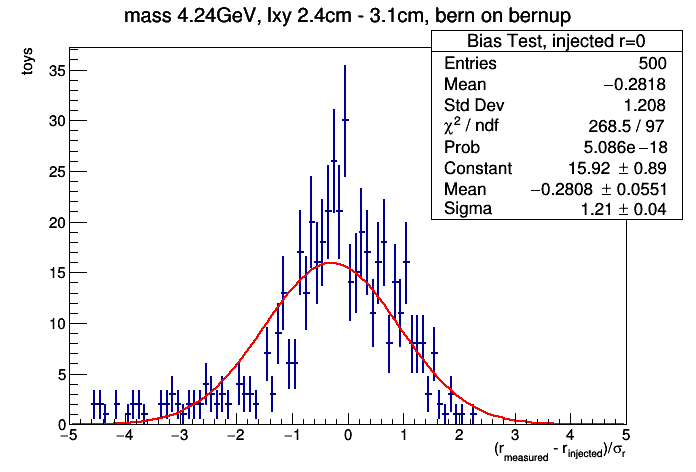 mass 4.24GeV, lxy 2.4cm - 3.1cm, bern on bernup
Bias Test, injected r=0
Entries 500
Mean −0.2818
Std Dev 1.208
χ² / ndf 268.5 / 97
Prob 5.086e−18
Constant 15.92 ± 0.89
Mean −0.2808 ± 0.0551
Sigma 1.21 ± 0.04
toys
35
30
25
20
15
10
5
0
−5 −4 −3 −2 −1 0 1 2 3 4 5
(r_measured - r_injected)/σ_r